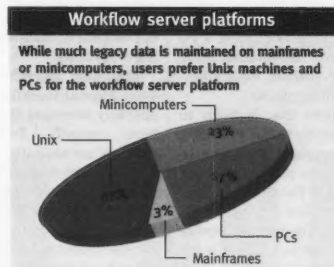 Workflow server platforms
While much legacy data is maintained on mainframes
or minicomputers, users prefer Unix machines and
PCs for the workflow server platform
Minicomputers
23%
Unix
3%
PCs
Mainframes